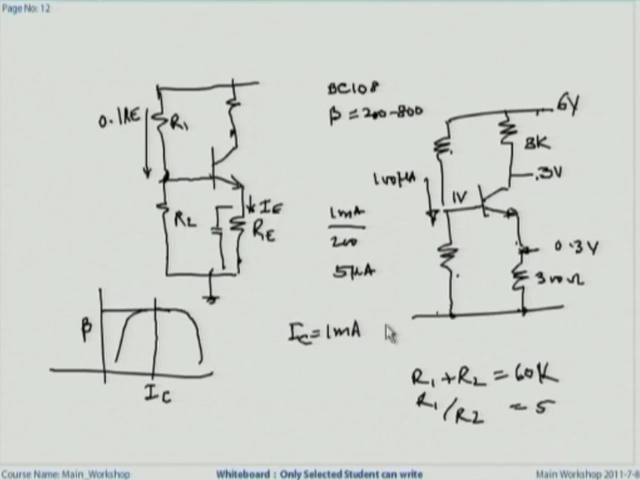 Page No: 12
0.1IE
R1
R2
IE
RE
β
IC
BC108
β = 200-800
1mA
200
5μA
IC = 1mA
6V
3K
.3V
100μA
1V
0.3V
300Ω
R1 + R2 = 60K
R1/R2 = 5
Course Name: Main_Workshop
Whiteboard : Only Selected Student can write
Main Workshop 2011-7-8